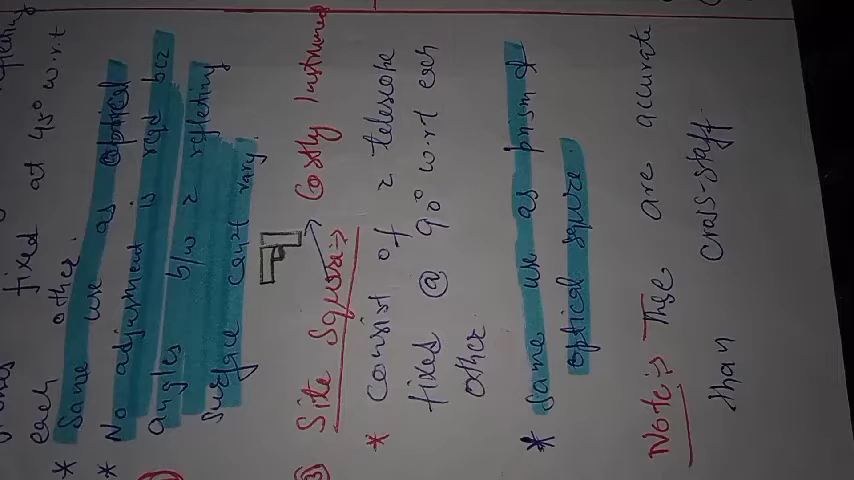 fixed at 45° w.r.t
each other.
* Same use as optical
* No adjustment is reqd bcz
angles b/w 2 reflecting
surface can't vary.
③ Site Square :→ Costly Instrument
* Consist of 2 telescope
fixes @ 90° w.r.t each
other.
* Same use as prism &
optical square.
Note :→ These are accurate
than cross-staff.